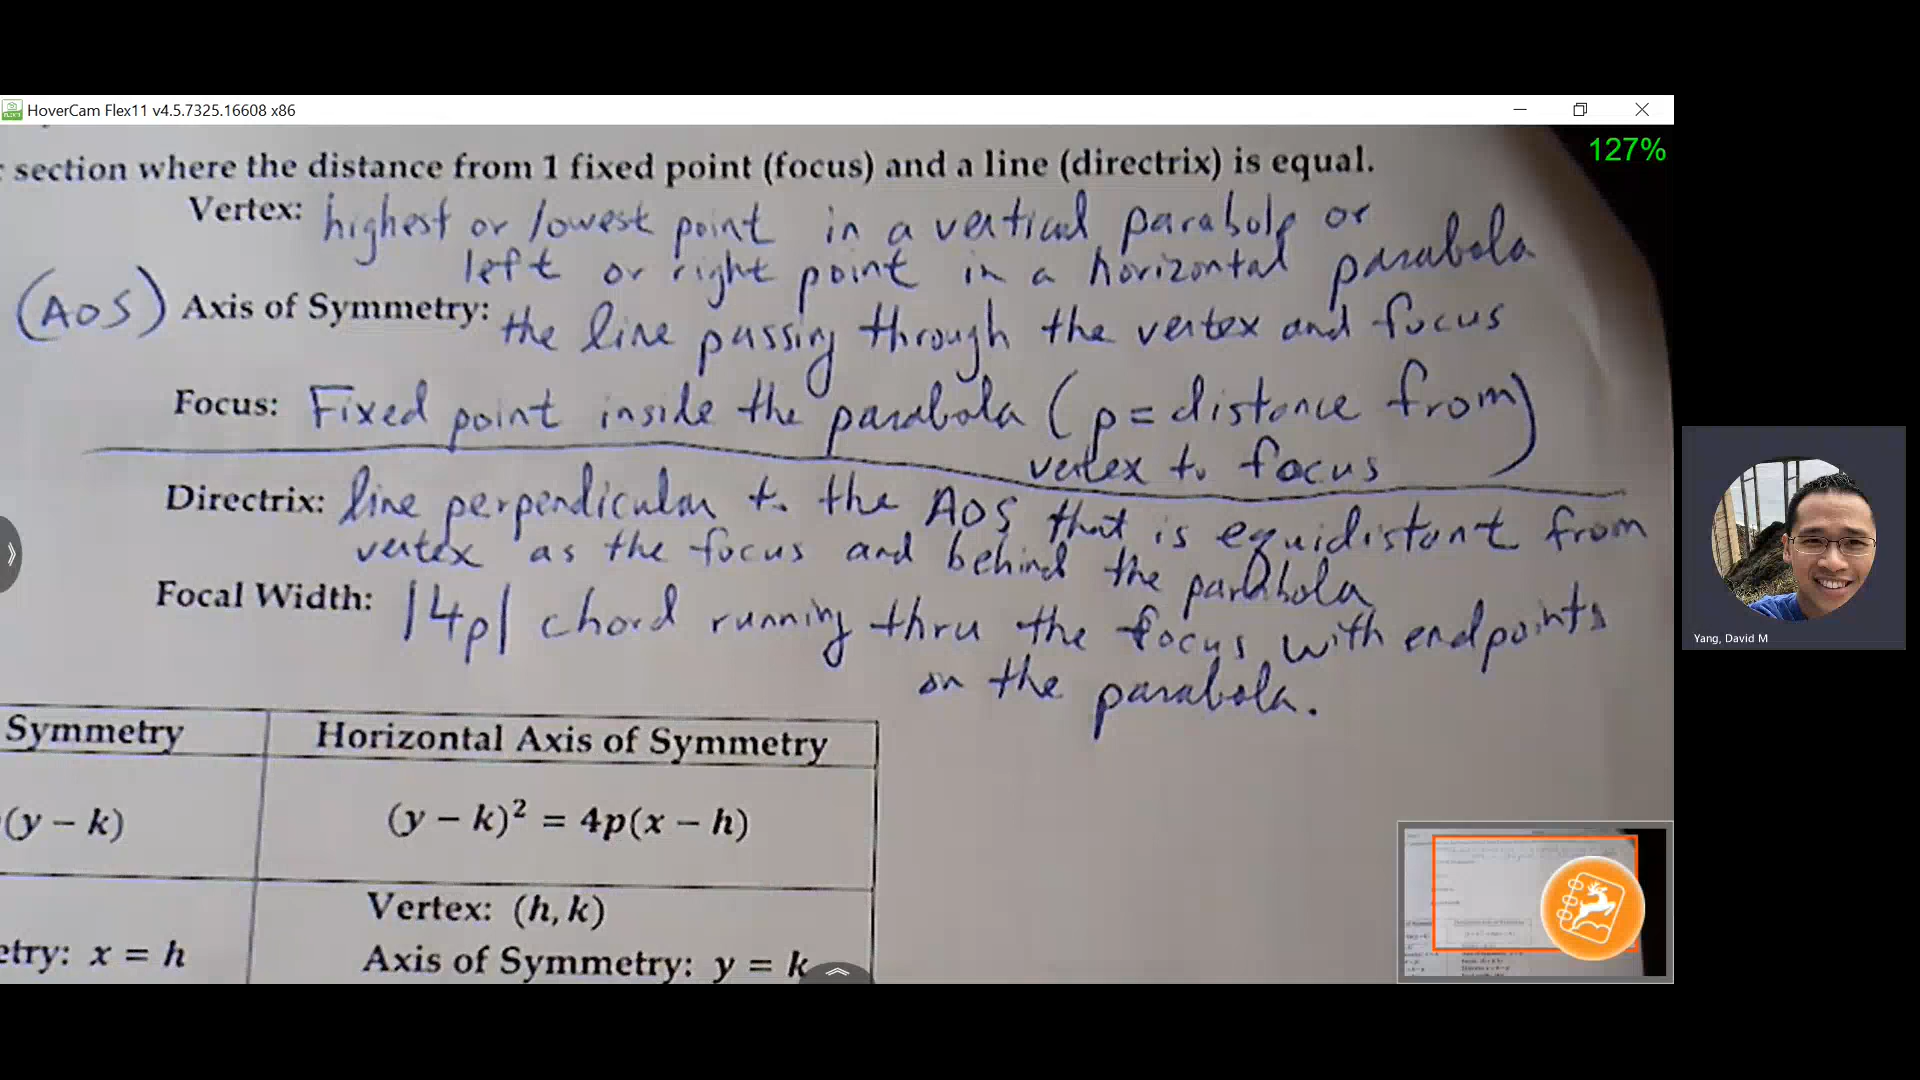 HoverCam Flex11 v4.5.7325.16608 x86
127%
section where the distance from 1 fixed point (focus) and a line (directrix) is equal.
Vertex: highest or lowest point in a vertical parabola or
left or right point in a horizontal parabola
(AOS) Axis of Symmetry: the line passing through the vertex and focus
Focus: Fixed point inside the parabola (p = distance from)
vertex to focus
Directrix: line perpendicular to the AOS that is equidistant from
vertex as the focus and behind the parabola
Focal Width: |4p| chord running thru the focus with endpoints
on the parabola.
Symmetry
Horizontal Axis of Symmetry
(y − k)
(y − k)² = 4p(x − h)
Vertex: (h, k)
etry: x = h
Axis of Symmetry: y = k
Yang, David M